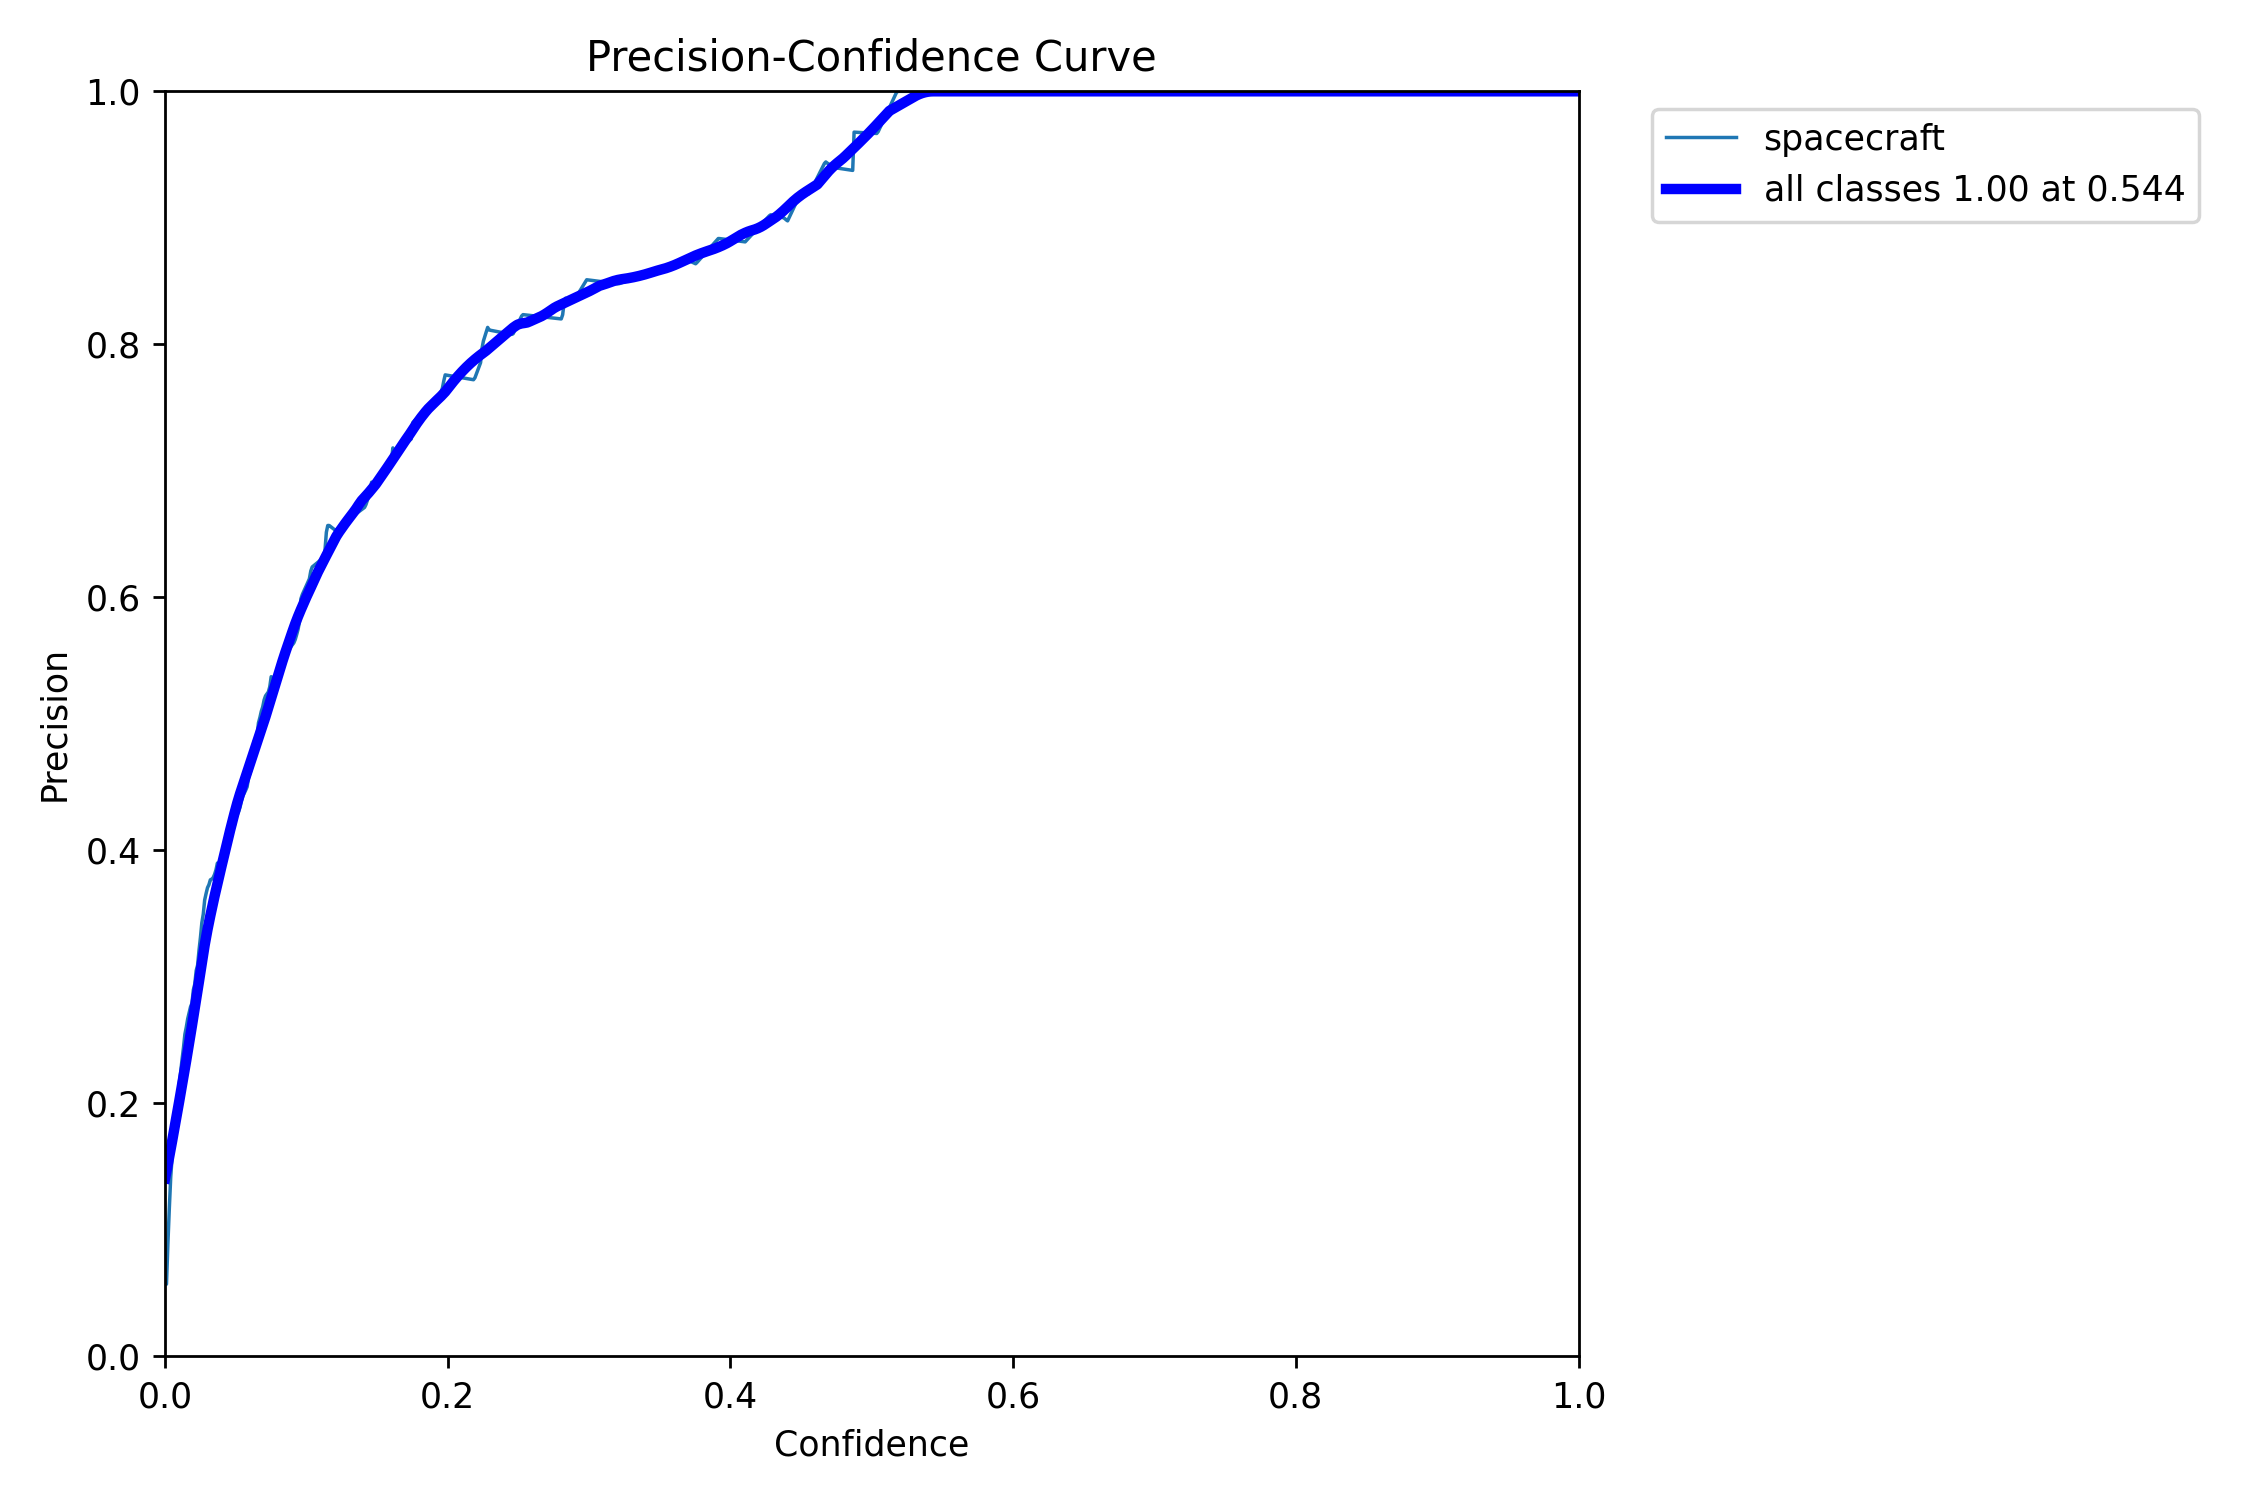 Precision-Confidence Curve
1.0
0.8
0.6
0.4
0.2
0.0
Precision
0.0 0.2 0.4 0.6 0.8 1.0
Confidence
spacecraft
all classes 1.00 at 0.544